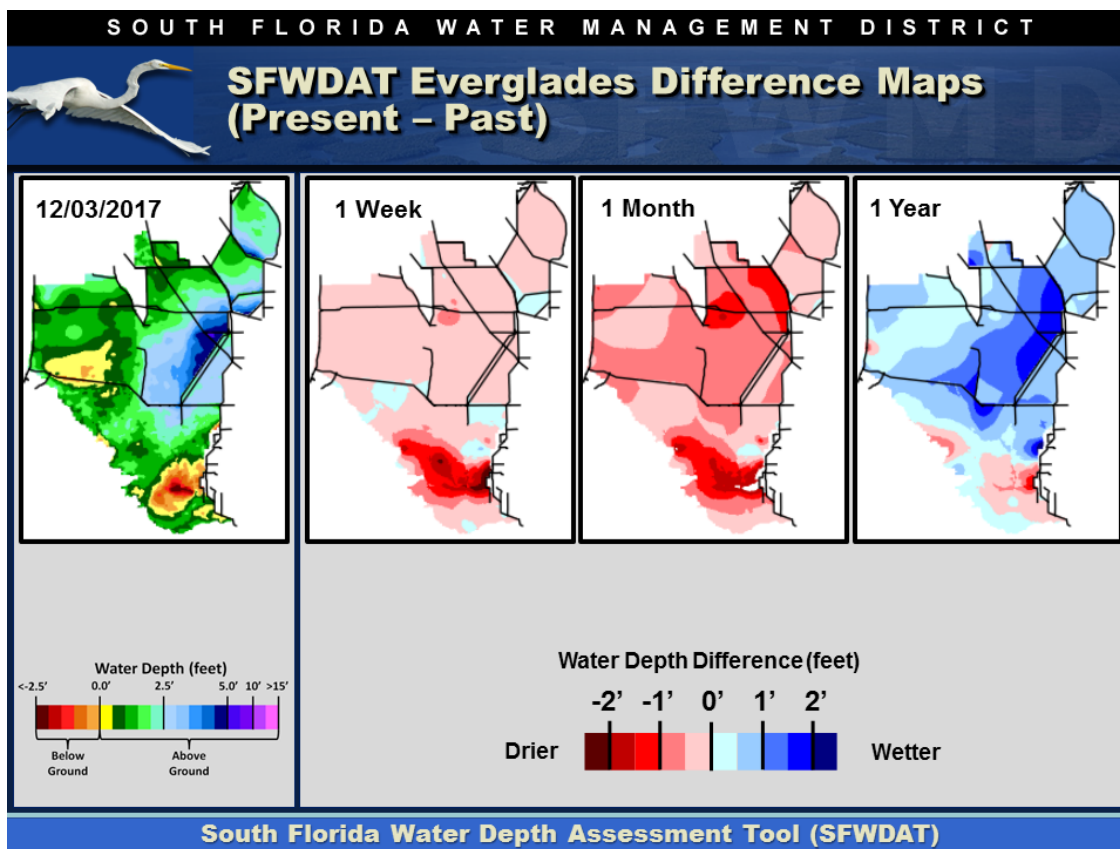 SOUTH FLORIDA WATER MANAGEMENT DISTRICT
SFWDAT Everglades Difference Maps
(Present – Past)
12/03/2017
1 Week
1 Month
1 Year
Water Depth (feet)
<-2.5' 0.0' 2.5' 5.0' 10' >15'
Below
Ground
Above
Ground
Water Depth Difference (feet)
-2' -1' 0' 1' 2'
Drier
Wetter
South Florida Water Depth Assessment Tool (SFWDAT)